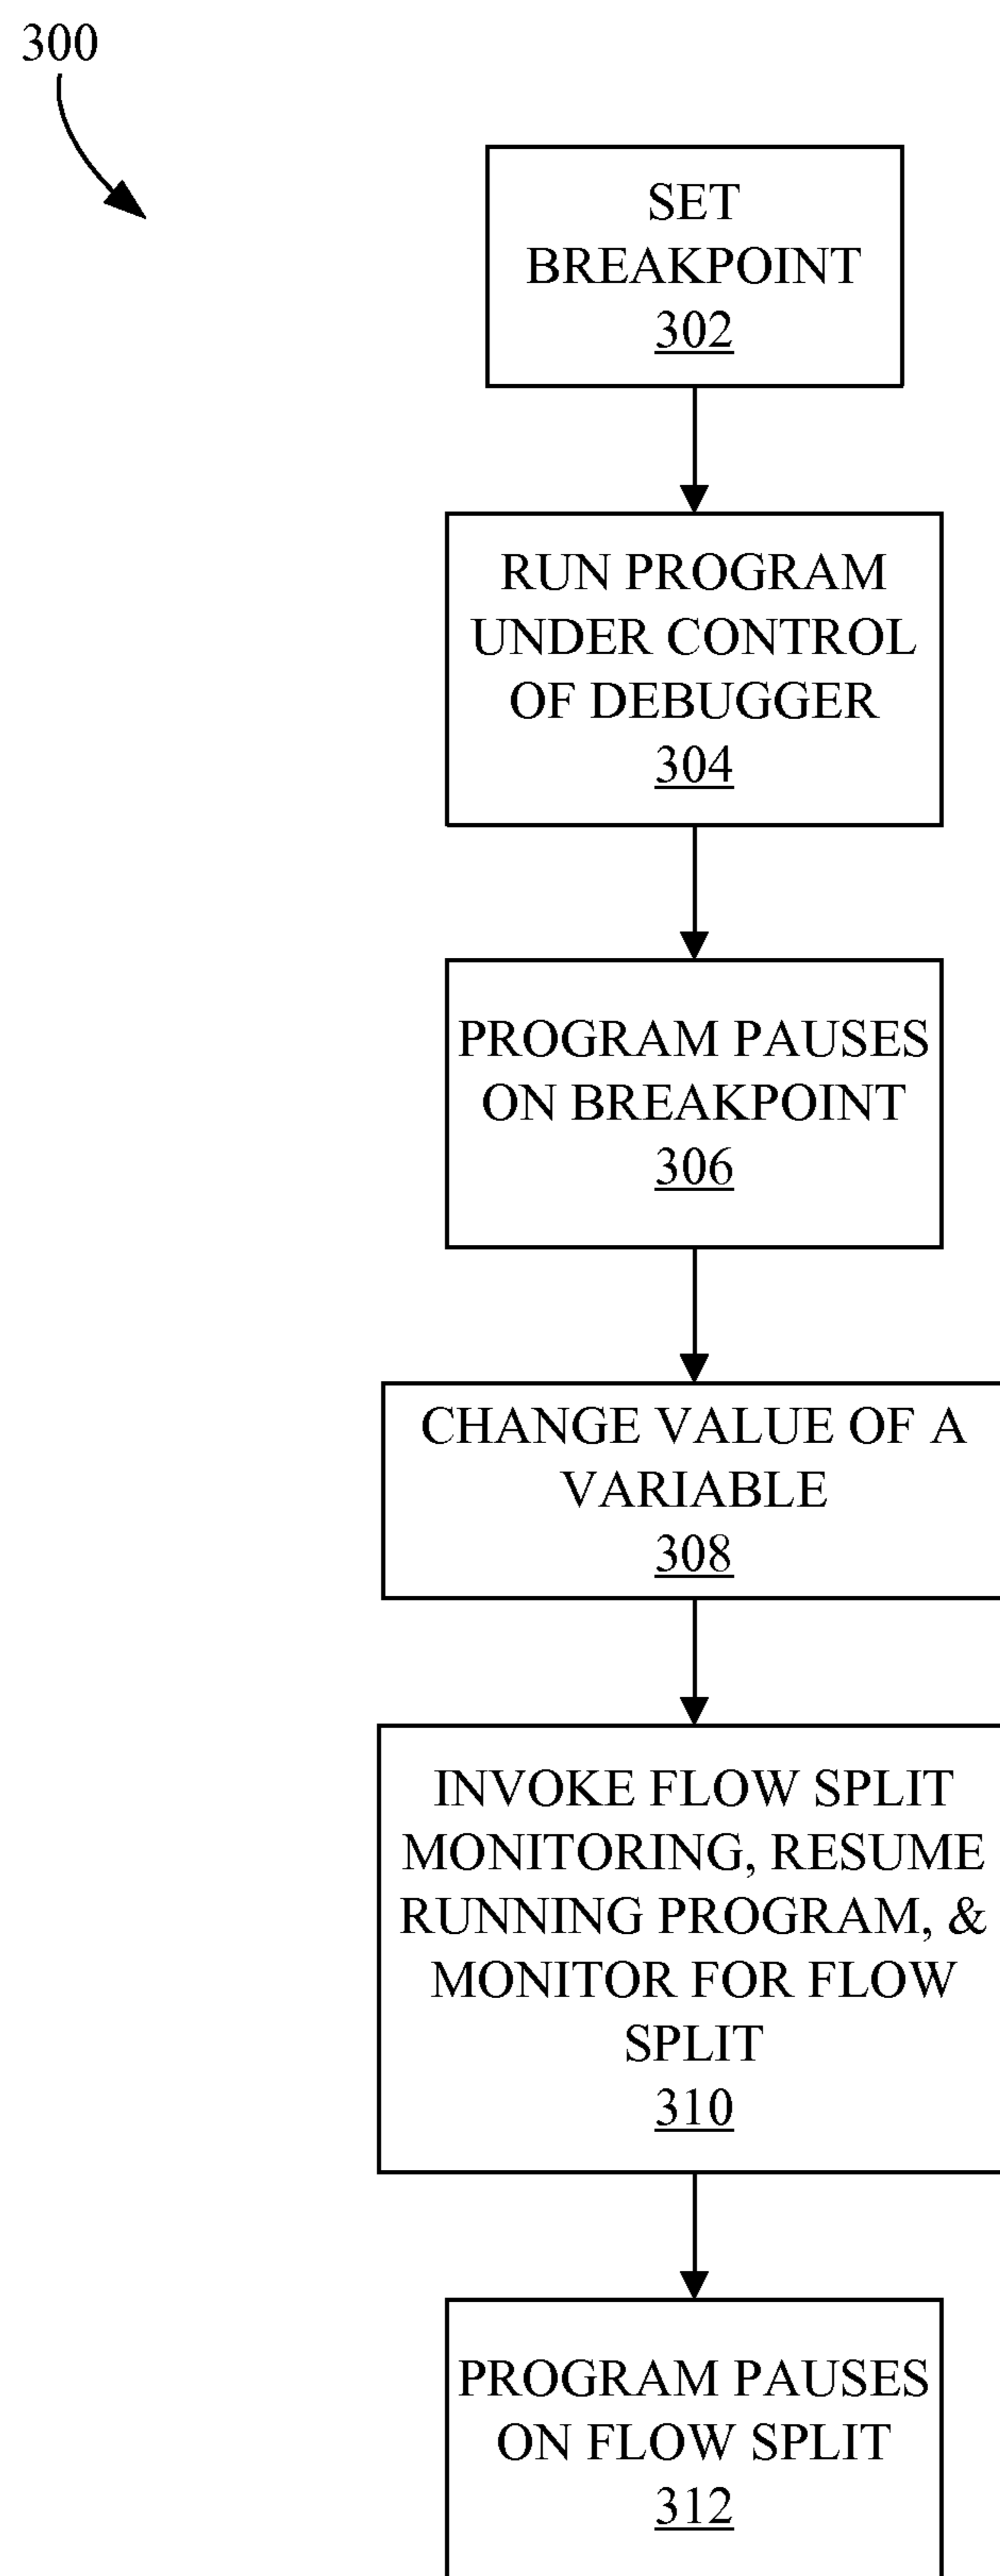 300
SET
BREAKPOINT
302
RUN PROGRAM
UNDER CONTROL
OF DEBUGGER
304
PROGRAM PAUSES
ON BREAKPOINT
306
CHANGE VALUE OF A
VARIABLE
308
INVOKE FLOW SPLIT
MONITORING, RESUME
RUNNING PROGRAM, &
MONITOR FOR FLOW
SPLIT
310
PROGRAM PAUSES
ON FLOW SPLIT
312